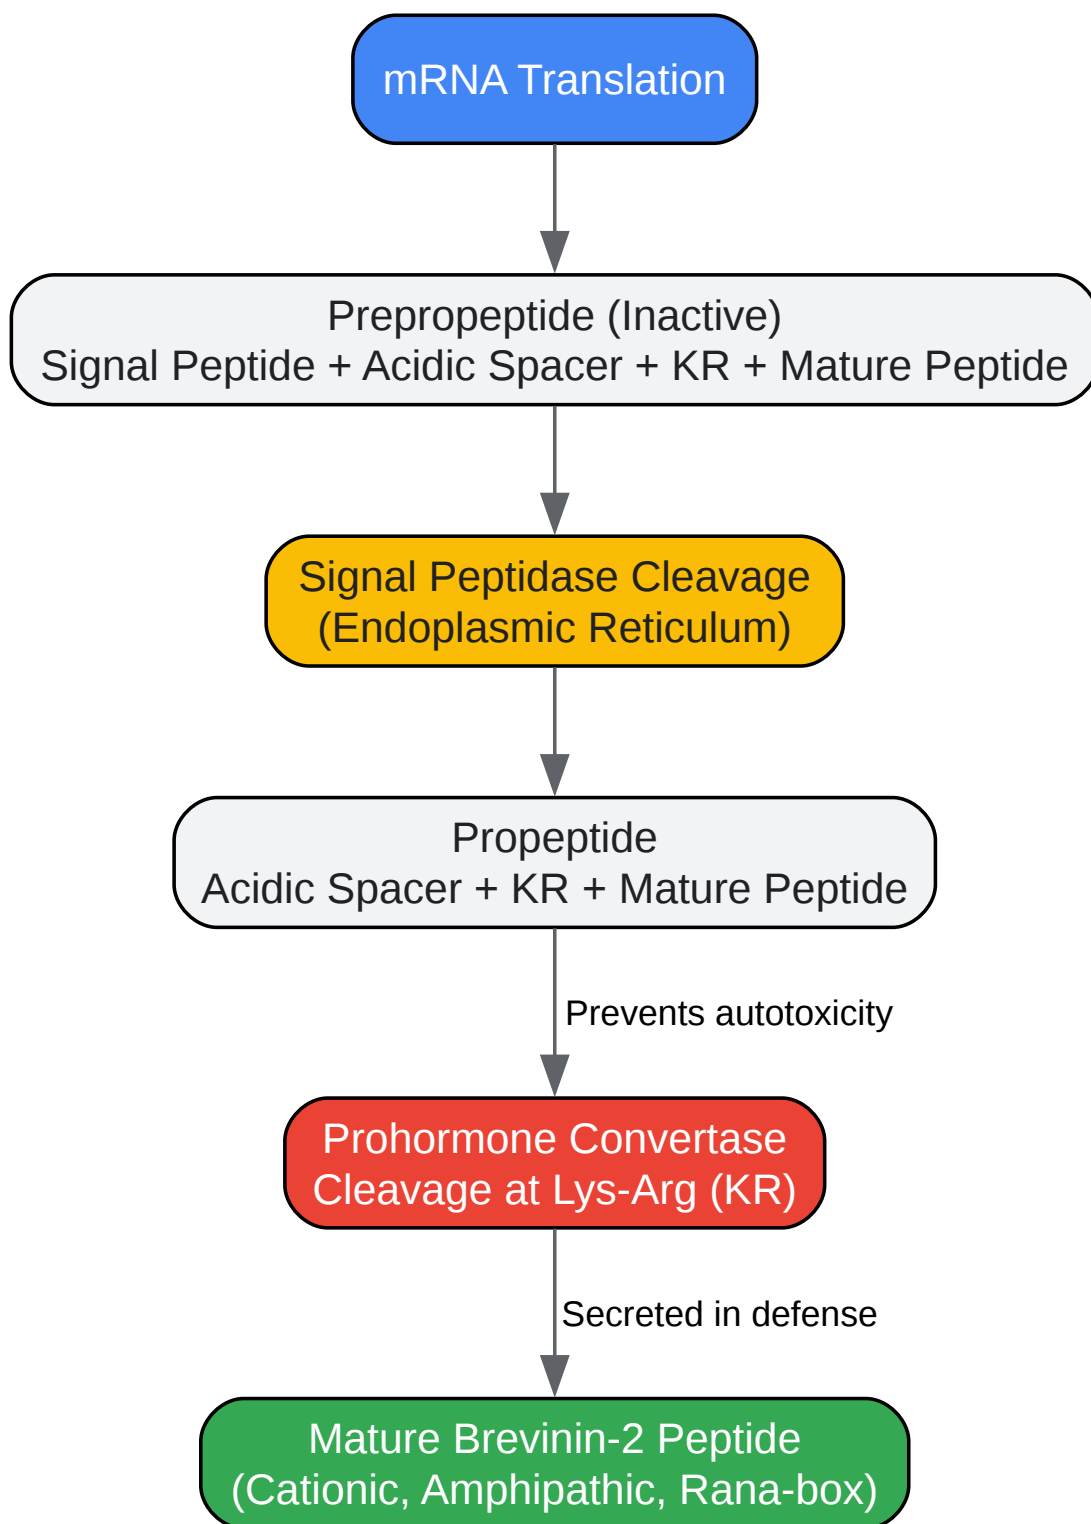 mRNA Translation
Prepropeptide (Inactive)
Signal Peptide + Acidic Spacer + KR + Mature Peptide
Signal Peptidase Cleavage
(Endoplasmic Reticulum)
Propeptide
Acidic Spacer + KR + Mature Peptide
Prevents autotoxicity
Prohormone Convertase
Cleavage at Lys-Arg (KR)
Secreted in defense
Mature Brevinin-2 Peptide
(Cationic, Amphipathic, Rana-box)